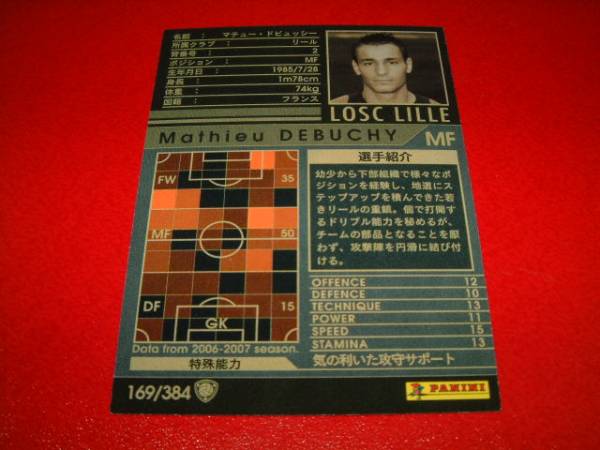 名前 : マチュー・ドビュッシー
所属クラブ : リール
背番号 : 2
ポジション : MF
生年月日 : 1985/7/28
身長 : 1m78cm
体重 : 74kg
国籍 : フランス
LOSC LILLE
Mathieu DEBUCHY MF
FW 35
MF 50
DF 15
GK
Data from 2006-2007 season.
特殊能力
選手紹介
幼少から下部組織で様々なポ
ジションを経験し、地道にス
テップアップを積んできた若
きリールの重鎮。個で打開す
るドリブル能力を秘めるが、
チームの部品となることを厭
わず、攻撃陣を円滑に結び付
ける。
OFFENCE 12
DEFENCE 10
TECHNIQUE 13
POWER 11
SPEED 15
STAMINA 13
気の利いた攻守サポート
169/384
PANINI